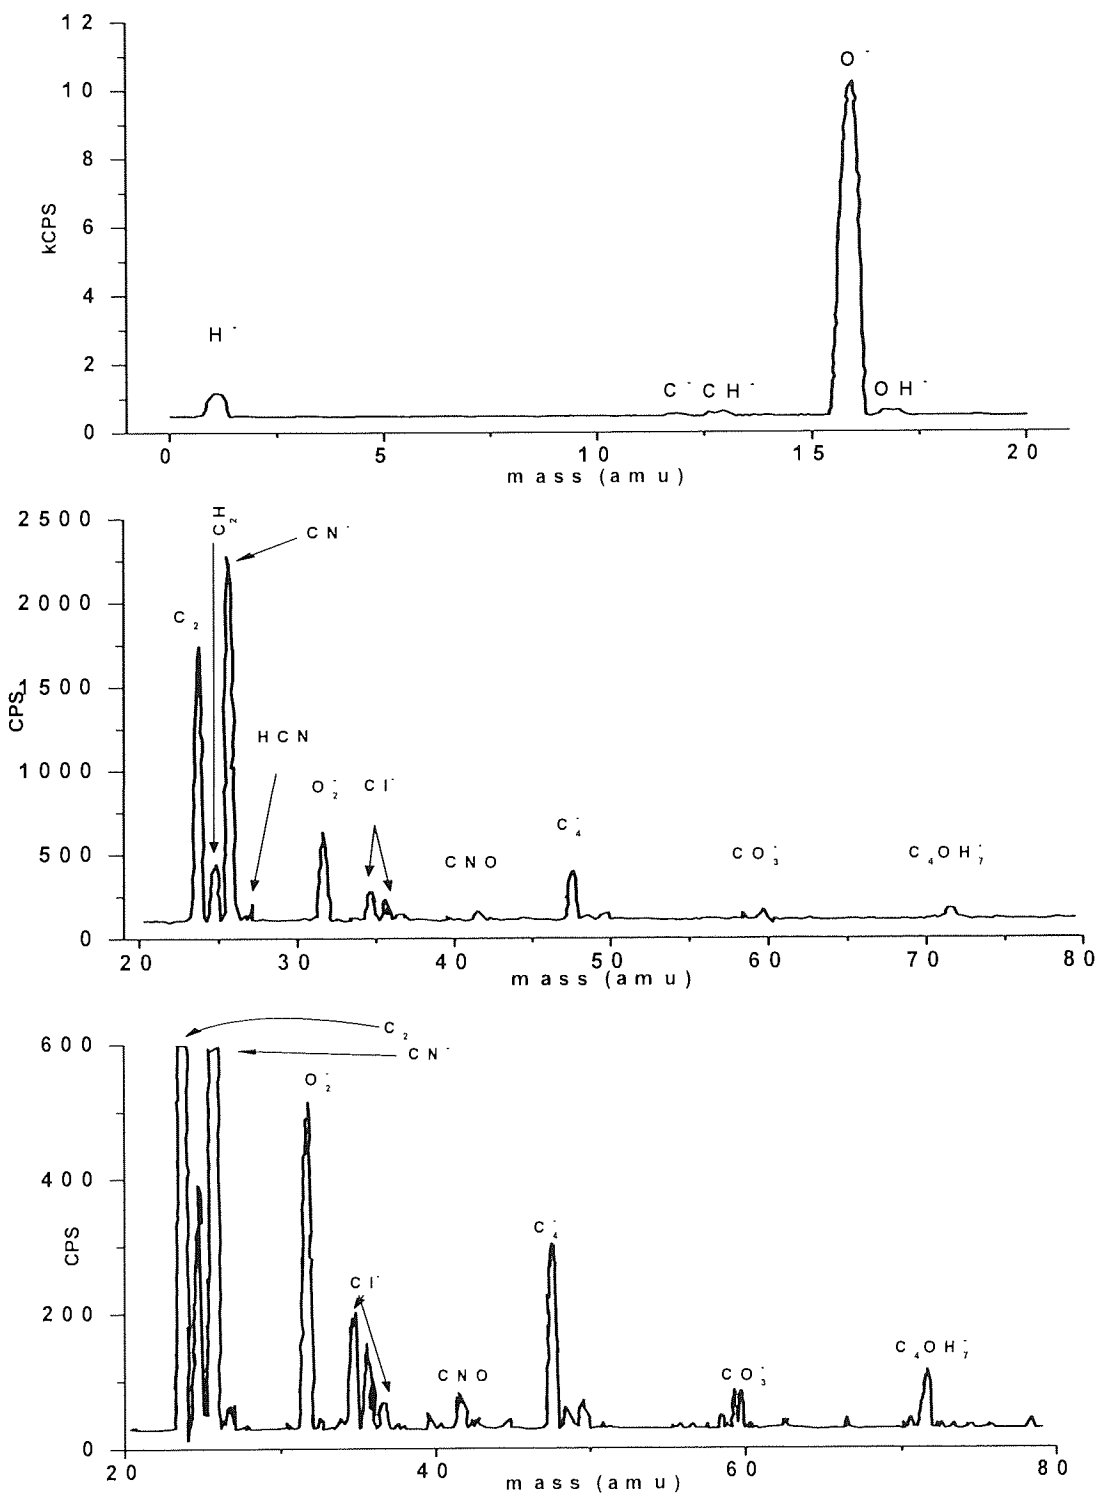 12
O⁻
10
8
kCPS
6
4
H⁻
2
C⁻ CH⁻
OH⁻
0
0 5 10 15 20
mass (amu)
2500
CH₂
CN⁻
2000
C₂
1500
CPS
HCN
1000
O₂⁻ Cl⁻
C₄⁻
CNO
CO₃⁻ C₄OH₇⁻
500
0
20 30 40 50 60 70 80
mass (amu)
C₂
600
CN⁻
O₂⁻
400
CPS
C₄⁻
Cl⁻
200
C₄OH₇⁻
CNO
CO₃⁻
0
20 40 60 80
mass (amu)